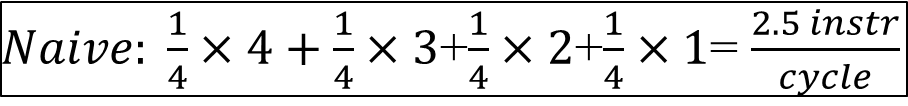 Naive: 1/4 × 4 + 1/4 × 3+1/4 × 2+1/4 × 1= 2.5 instr/cycle